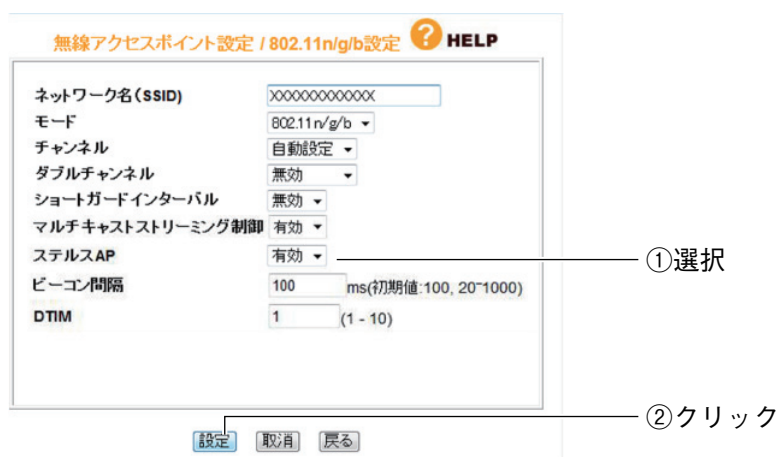 無線アクセスポイント設定 / 802.11n/g/b設定 ? HELP
ネットワーク名(SSID) XXXXXXXXXXXXX
モード 802.11n/g/b
チャンネル 自動設定
ダブルチャンネル 無効
ショートガードインターバル 無効
マルチキャストストリーミング制御 有効
ステルスAP 有効 ①選択
ビーコン間隔 100 ms(初期値:100, 20~1000)
DTIM 1 (1 - 10)
②クリック
設定 取消 戻る